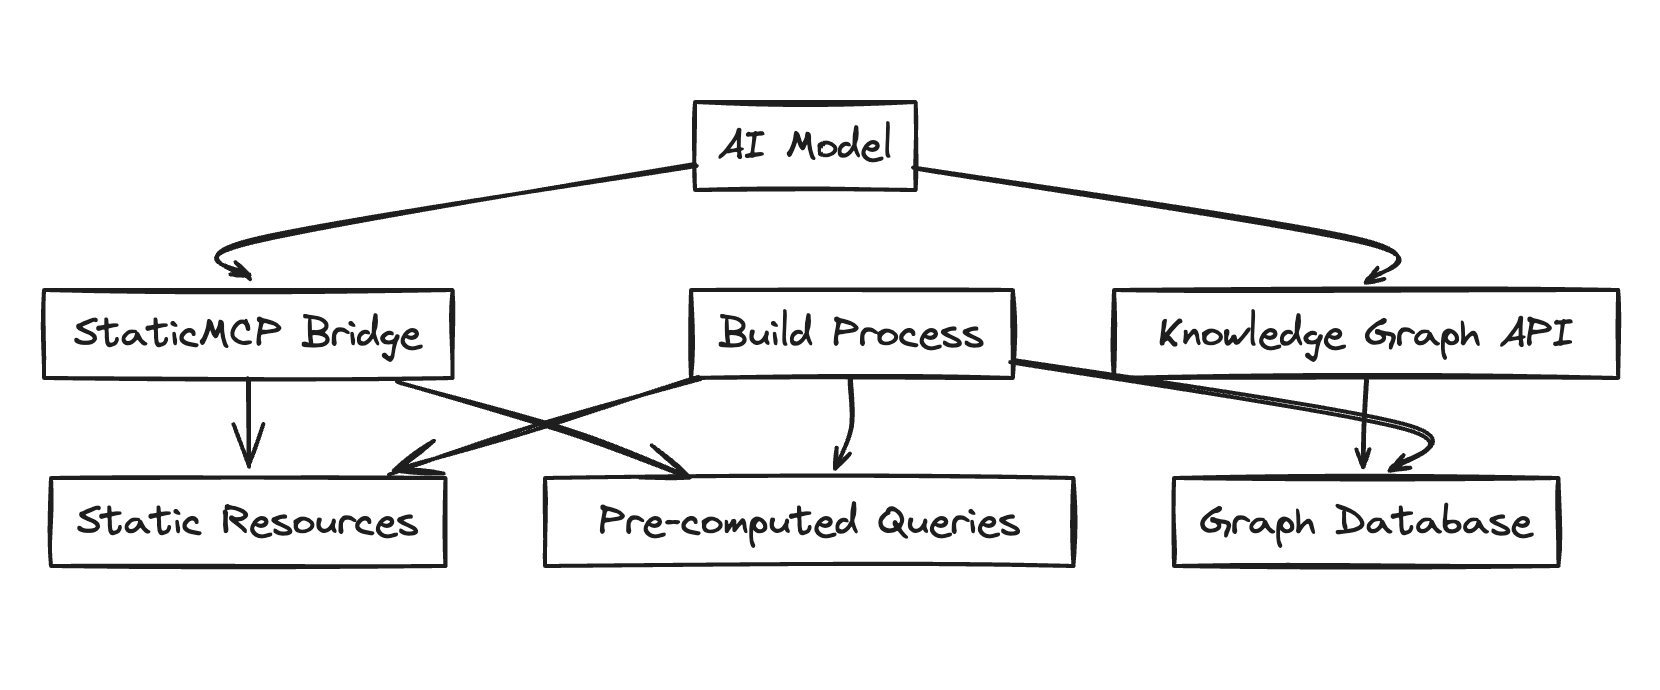 AI Model
StaticMCP Bridge
Build Process
Knowledge Graph API
Static Resources
Pre-computed Queries
Graph Database